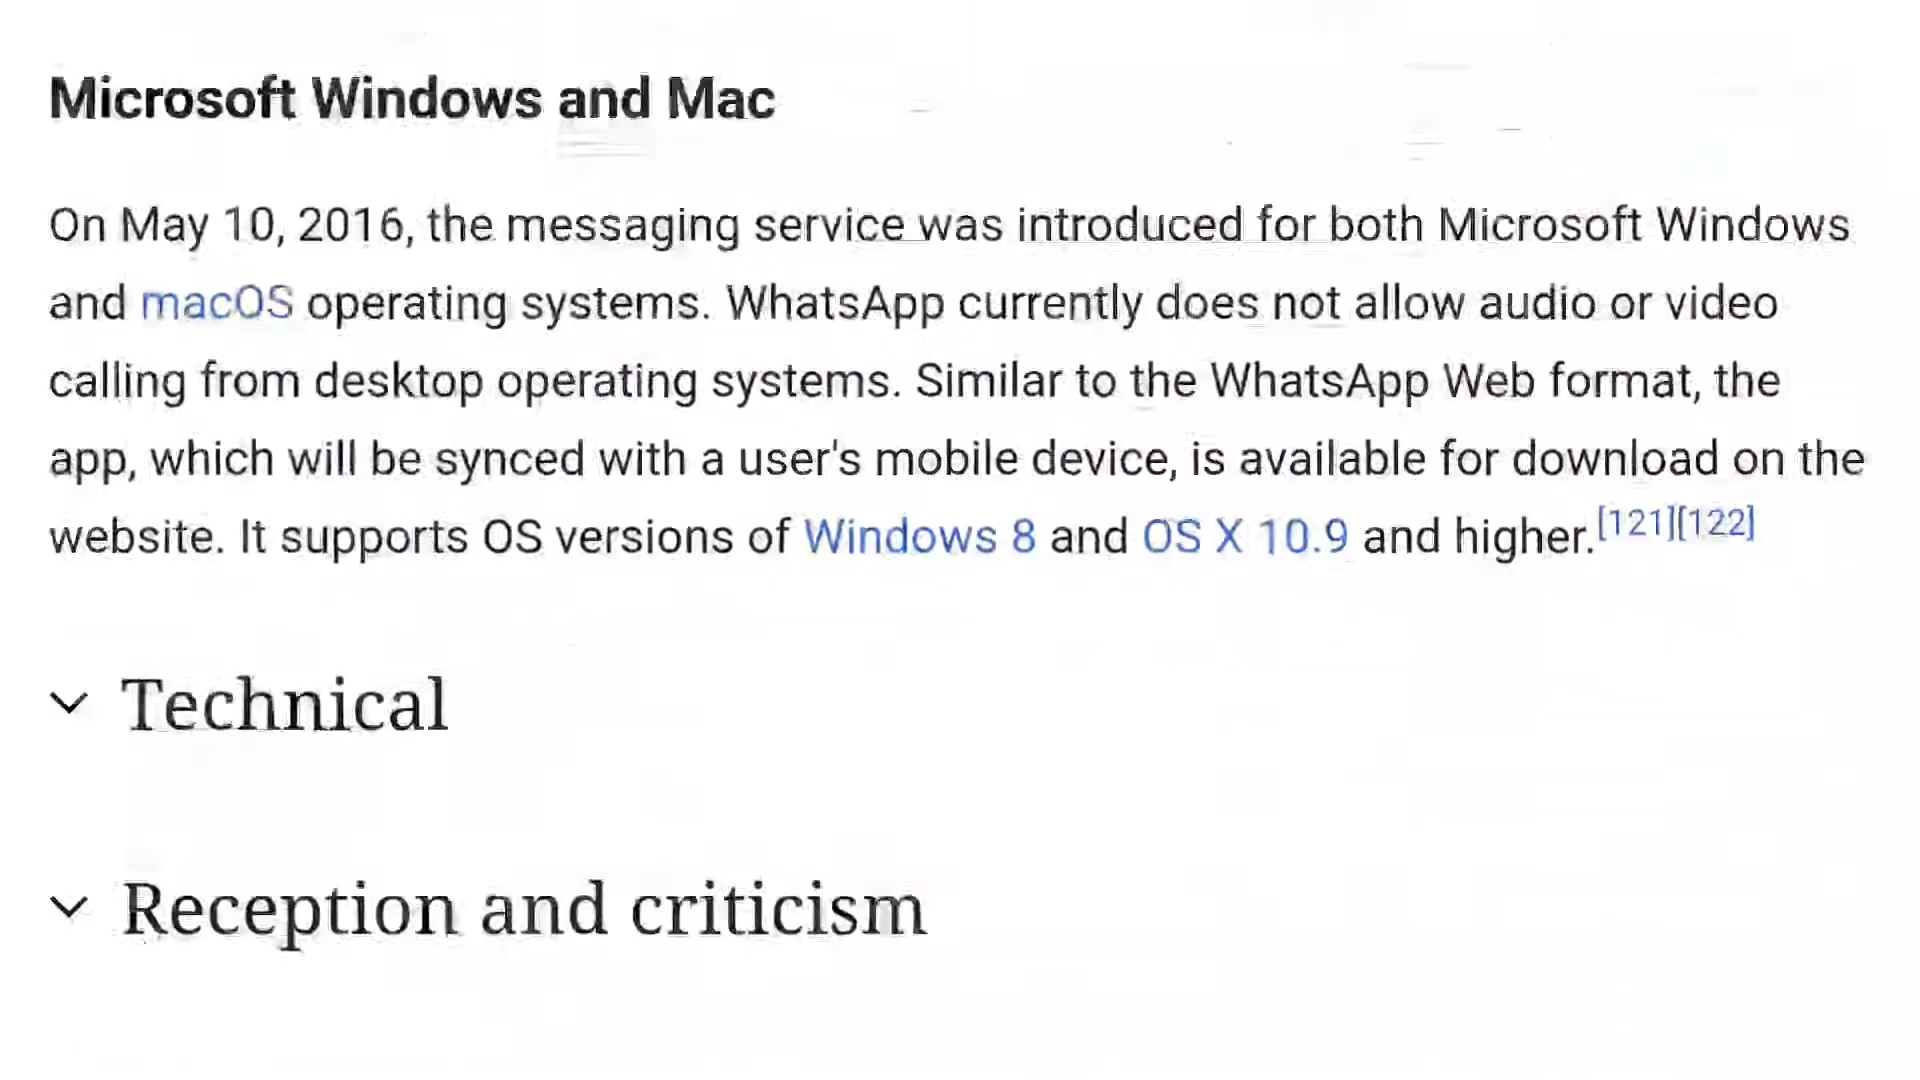 Microsoft Windows and Mac
On May 10, 2016, the messaging service was introduced for both Microsoft Windows
and macOS operating systems. WhatsApp currently does not allow audio or video
calling from desktop operating systems. Similar to the WhatsApp Web format, the
app, which will be synced with a user's mobile device, is available for download on the
website. It supports OS versions of Windows 8 and OS X 10.9 and higher.[121][122]
Technical
Reception and criticism